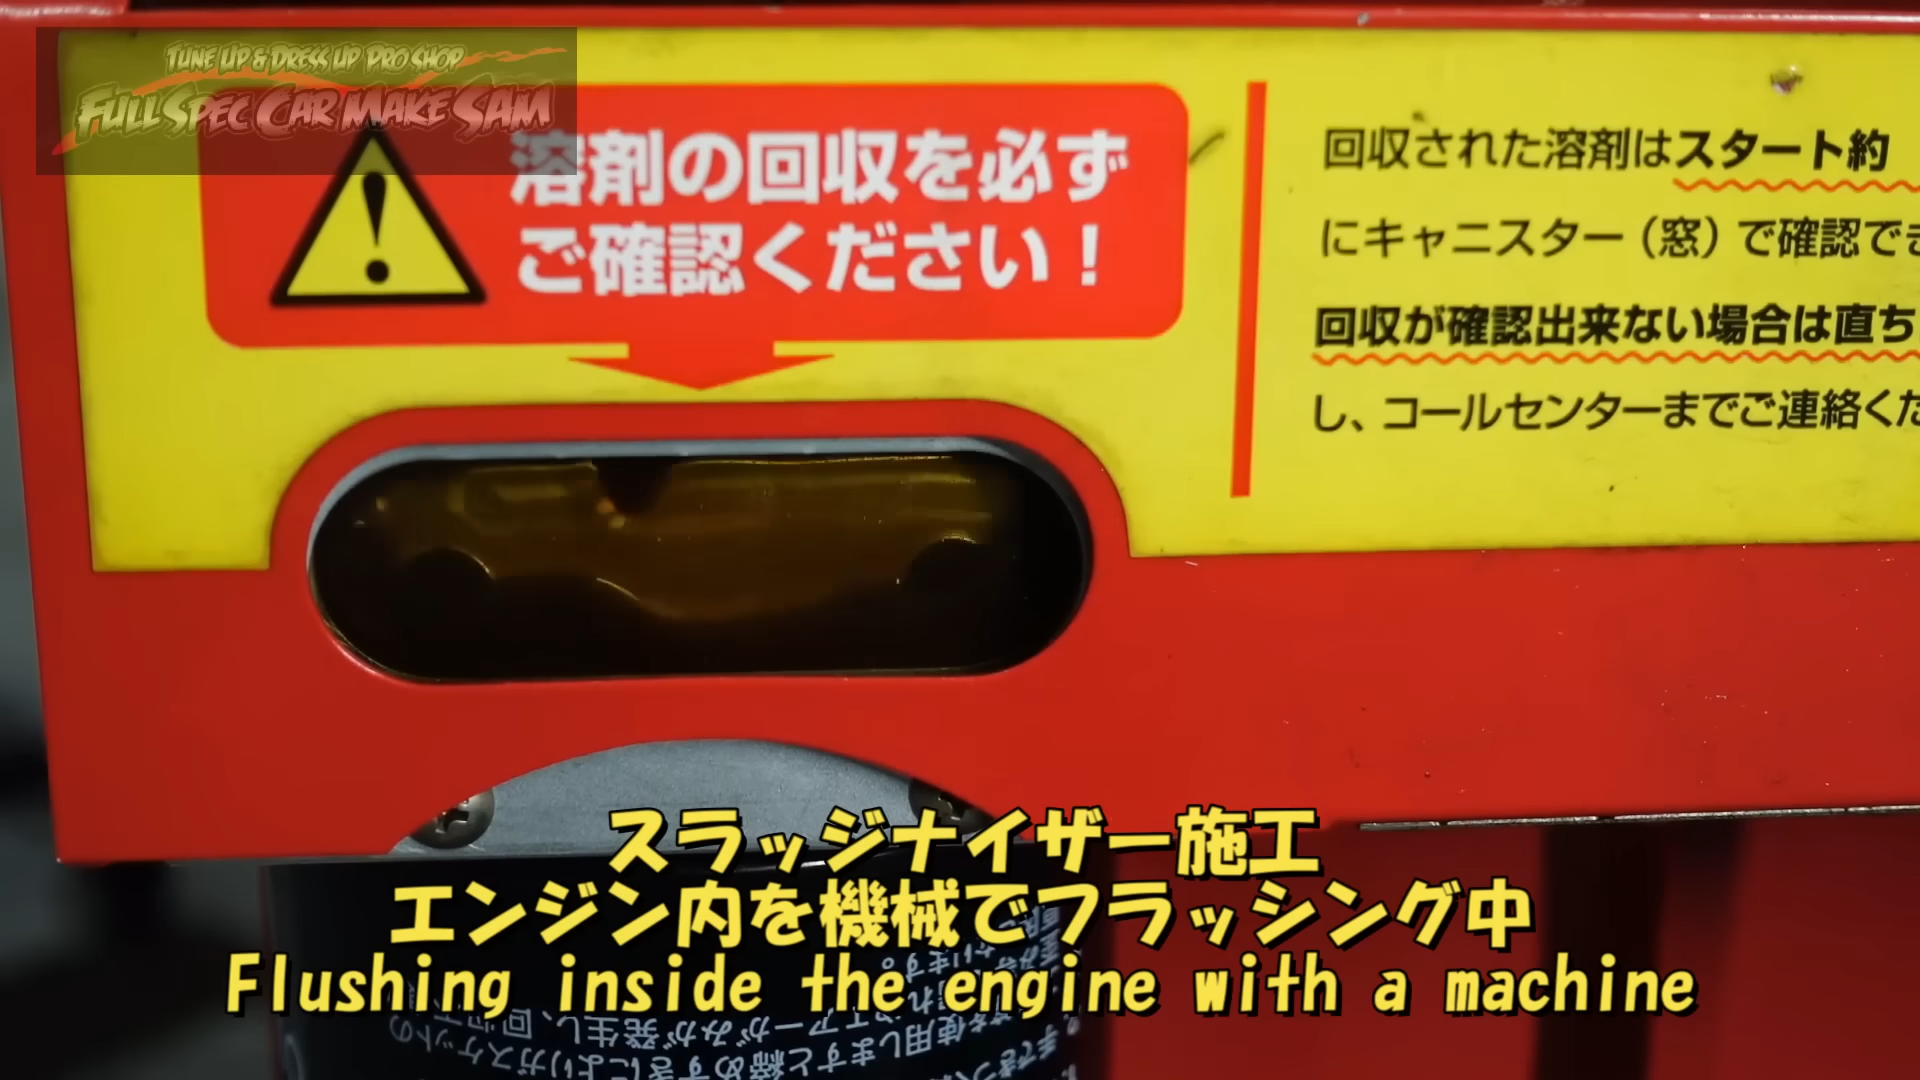 TUNE UP & DRESS UP PRO SHOP
FULL SPEC CAR MAKE SAM
溶剤の回収を必ず
ご確認ください！
回収された溶剤はスタート約
にキャニスター（窓）で確認でき
回収が確認出来ない場合は直ち
し、コールセンターまでご連絡くだ
スラッジナイザー施工
エンジン内を機械でフラッシング中
Flushing inside the engine with a machine